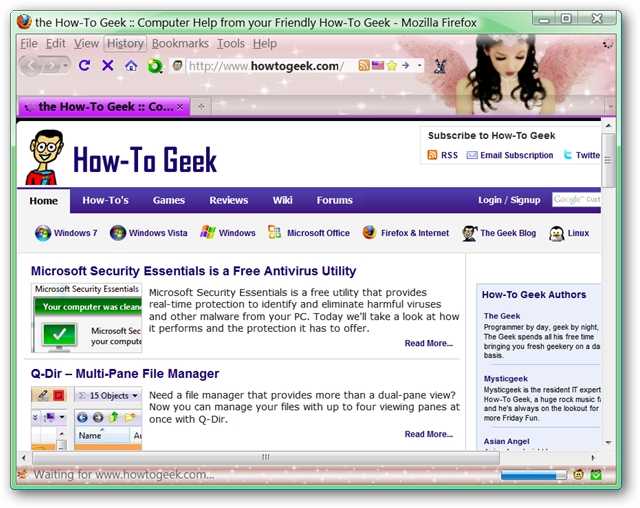 the How-To Geek :: Computer Help from your Friendly How-To Geek - Mozilla Firefox
File Edit View History Bookmarks Tools Help
http://www.howtogeek.com/
the How-To Geek :: Co...
How-To Geek
Subscribe to How-To Geek
RSS Email Subscription Twitte
Home How-To's Games Reviews Wiki Forums Login / Signup Google™ Cust
Windows 7 Windows Vista Windows Microsoft Office Firefox & Internet The Geek Blog Linux
Microsoft Security Essentials is a Free Antivirus Utility
Microsoft Security Essentials
Your computer was cleane
Microsoft Sec
your compute
Microsoft Security Essentials is a free utility that provides
real-time protection to identify and eliminate harmful viruses
and other malware from your PC. Today we'll take a look at how
it performs and the protection it has to offer.
Read More...
Q-Dir – Multi-Pane File Manager
15 Objects
Name Au
Need a file manager that provides more than a dual-pane view?
Now you can manage your files with up to four viewing panes at
once with Q-Dir.
Read More...
How-To Geek Authors
The Geek
Programmer by day, geek by night,
The Geek spends all his free time
bringing you fresh geekery on a da
basis.
Mysticgeek
Mysticgeek is the resident IT expert
How-To Geek, a huge rock music fa
and he's always on the lookout for
more Friday Fun.
Asian Angel
Waiting for www.howtogeek.com...